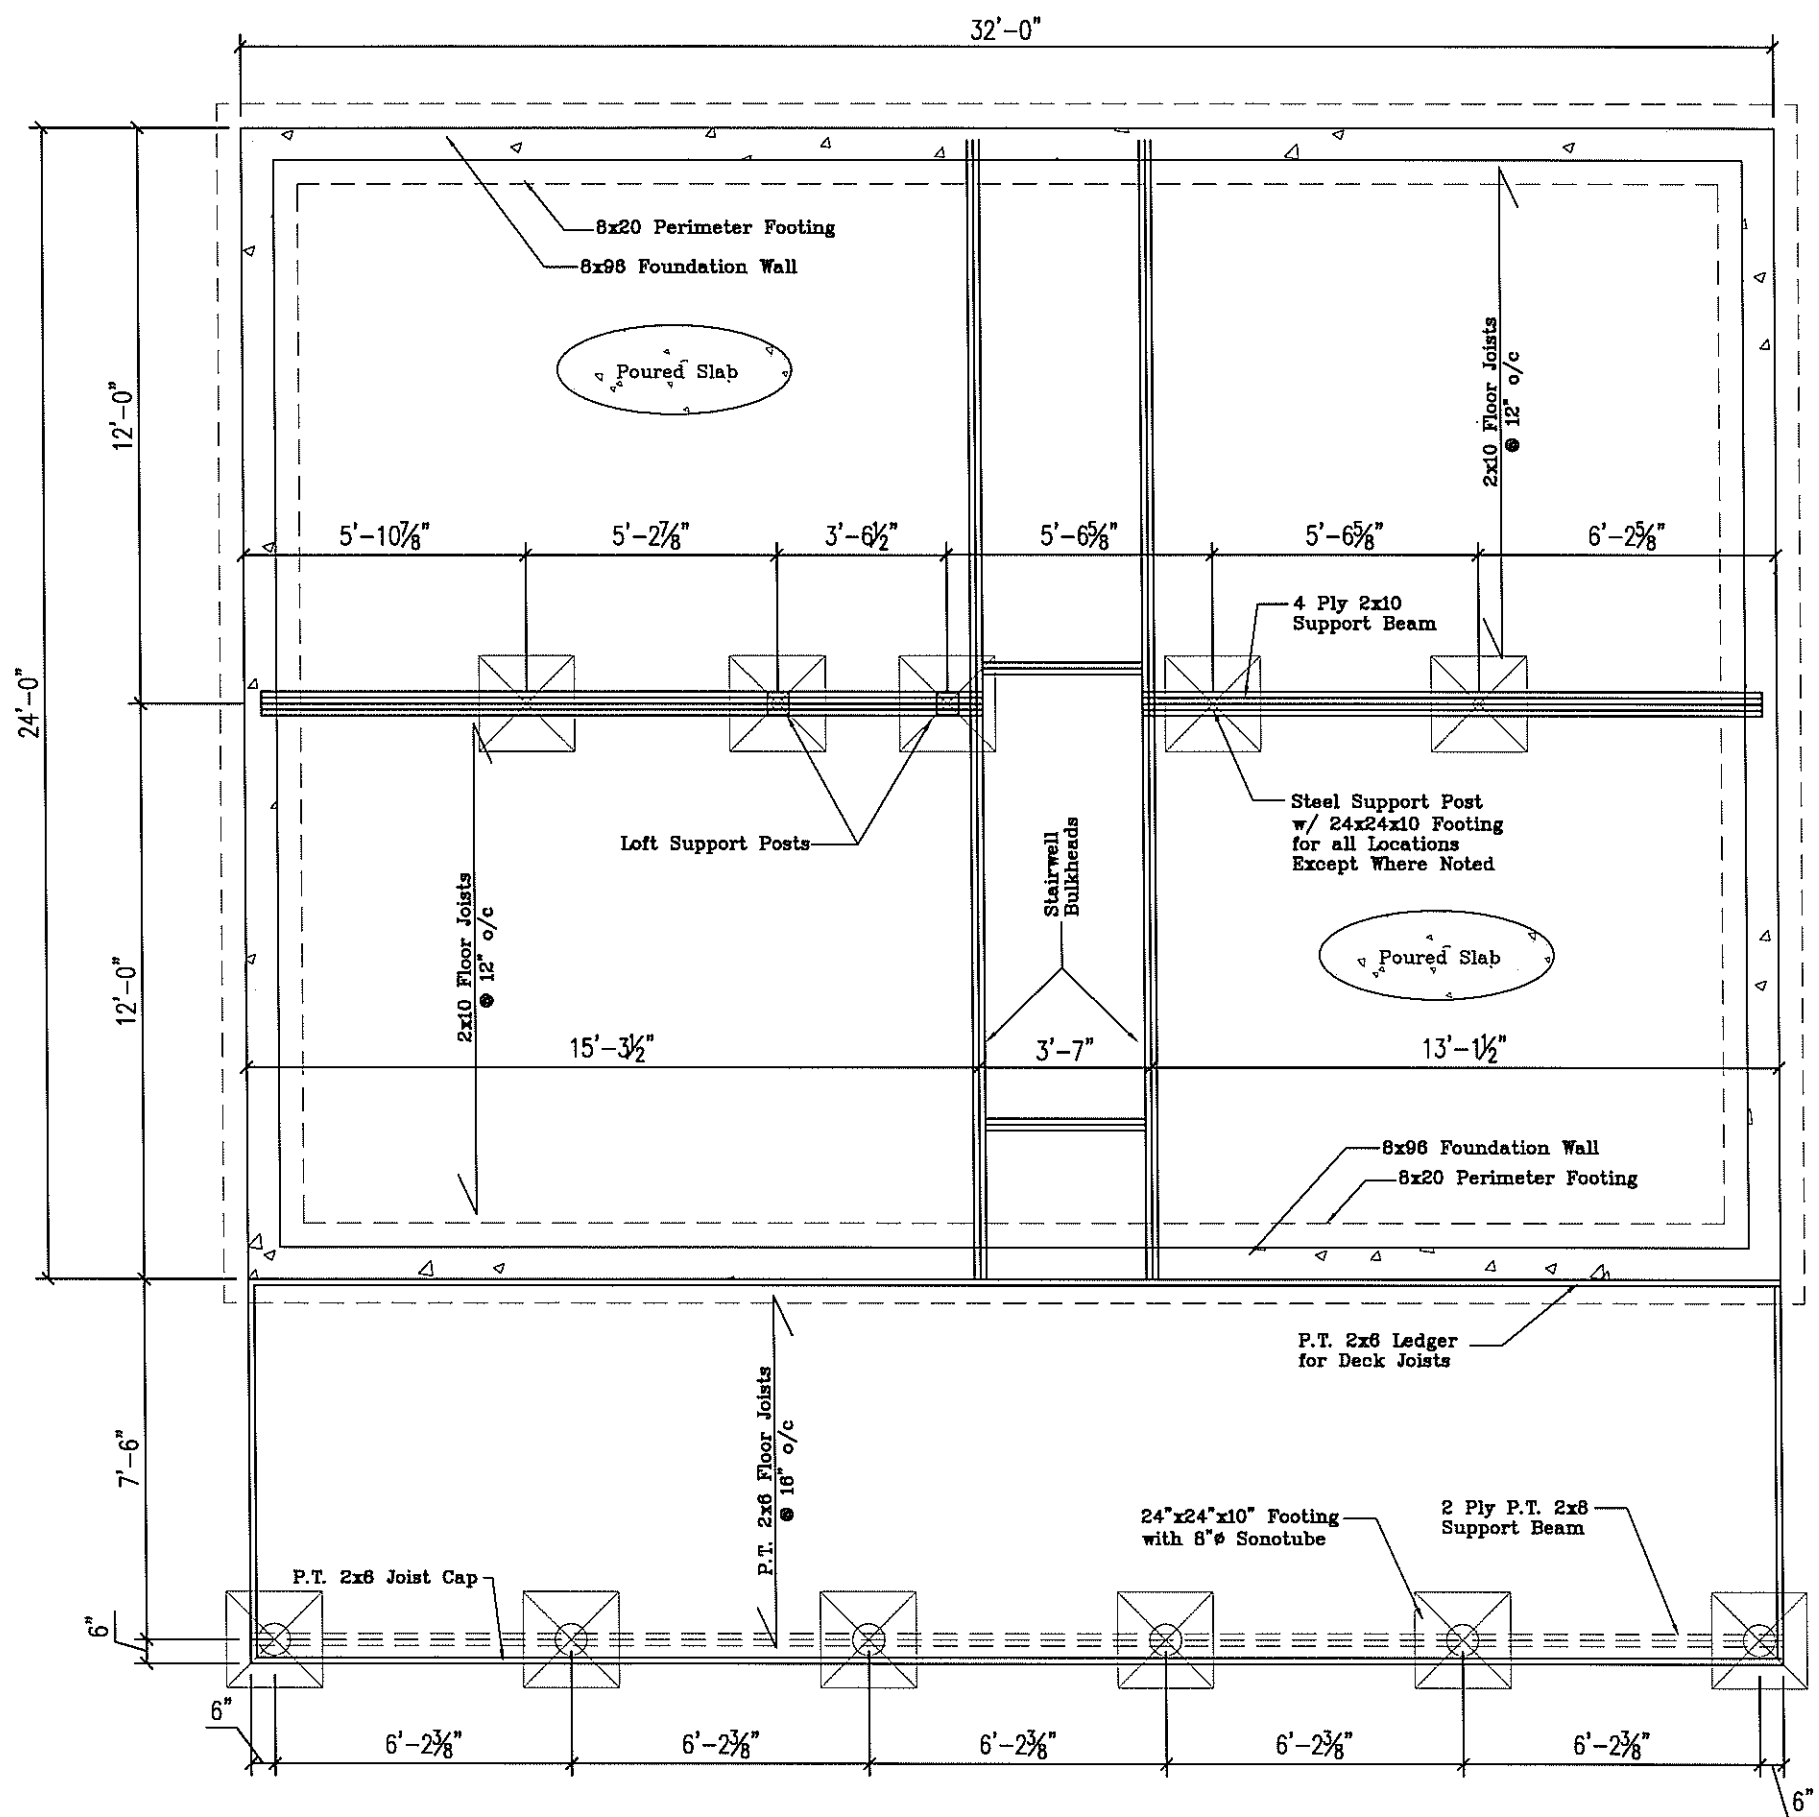 32'-0"
8x20 Perimeter Footing
8x96 Foundation Wall
Poured Slab
2x10 Floor Joists
@ 12" o/c
12'-0"
24'-0"
5'-10⅞"
5'-2⅞"
3'-6½"
5'-6⅝"
5'-6⅝"
6'-2⅝"
4 Ply 2x10
Support Beam
Loft Support Posts
Steel Support Post
w/ 24x24x10 Footing
for all Locations
Except Where Noted
Stairwell
Bulkheads
2x10 Floor Joists
@ 12" o/c
Poured Slab
12'-0"
15'-3½"
3'-7"
13'-1½"
8x96 Foundation Wall
8x20 Perimeter Footing
P.T. 2x6 Ledger
for Deck Joists
7'-6"
P.T. 2x6 Floor Joists
@ 16" o/c
24"x24"x10" Footing
with 8"ø Sonotube
2 Ply P.T. 2x8
Support Beam
P.T. 2x6 Joist Cap
6"
6"
6'-2⅜"
6'-2⅜"
6'-2⅜"
6'-2⅜"
6'-2⅜"
6"